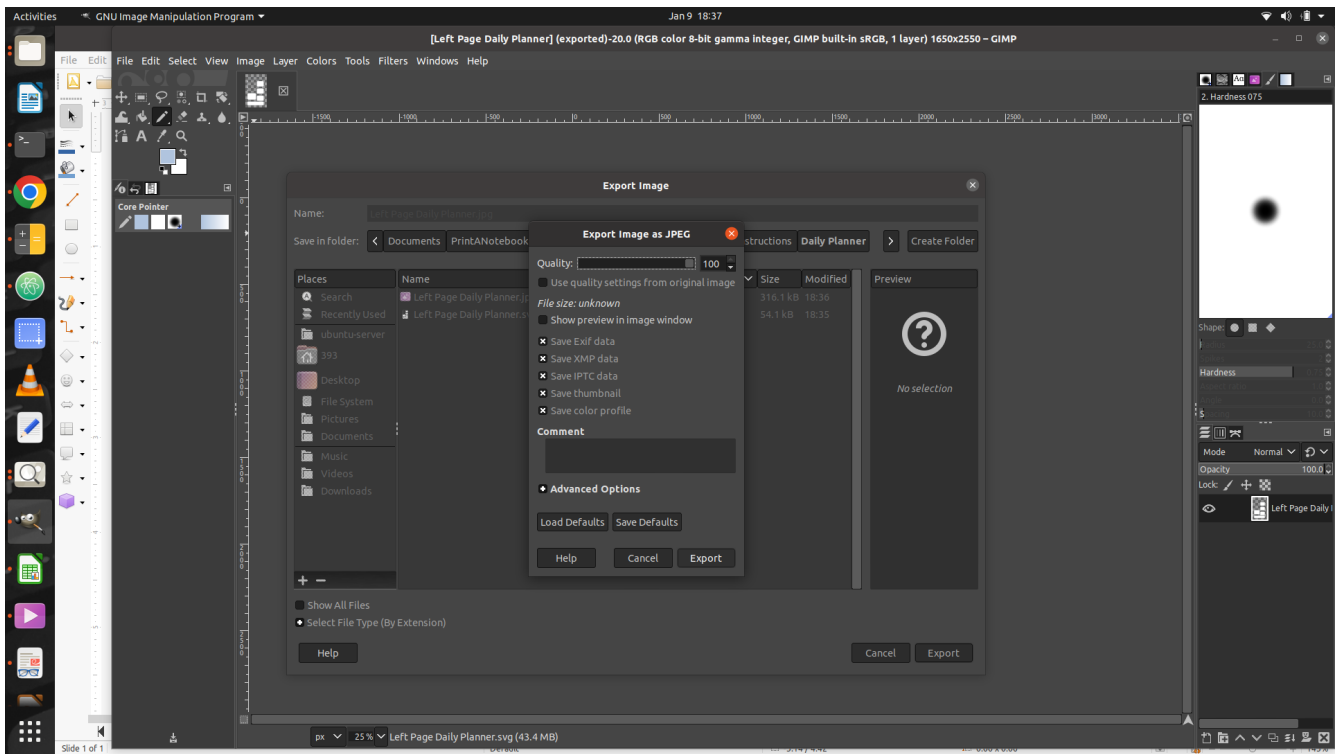 Activities
GNU Image Manipulation Program
Jan 9 18:37
[Left Page Daily Planner] (exported)-20.0 (RGB color 8-bit gamma integer, GIMP built-in sRGB, 1 layer) 1650x2550 – GIMP
File Edit
File Edit Select View Image Layer Colors Tools Filters Windows Help
2. Hardness 075
Core Pointer
Export Image
Name:
Left Page Daily Planner.jpg
Save in folder:
Documents
PrintANotebook
structions
Daily Planner
Create Folder
Export Image as JPEG
Quality:
100
Use quality settings from original image
File size: unknown
Show preview in image window
Save Exif data
Save XMP data
Save IPTC data
Save thumbnail
Save color profile
Comment
Advanced Options
Load Defaults
Save Defaults
Help
Cancel
Export
Places
Search
Recently Used
ubuntu-server
393
Desktop
File System
Pictures
Documents
Music
Videos
Downloads
Name
Size
Modified
Left Page Daily Planner.jp
316.1 kB 18:36
Left Page Daily Planner.sv
54.1 kB 18:35
Preview
No selection
Show All Files
Select File Type (By Extension)
Help
Cancel
Export
Shape:
Hardness
Mode
Normal
Opacity
100.0
Lock:
Left Page Daily
px
25 %
Left Page Daily Planner.svg (43.4 MB)
Slide 1 of 1